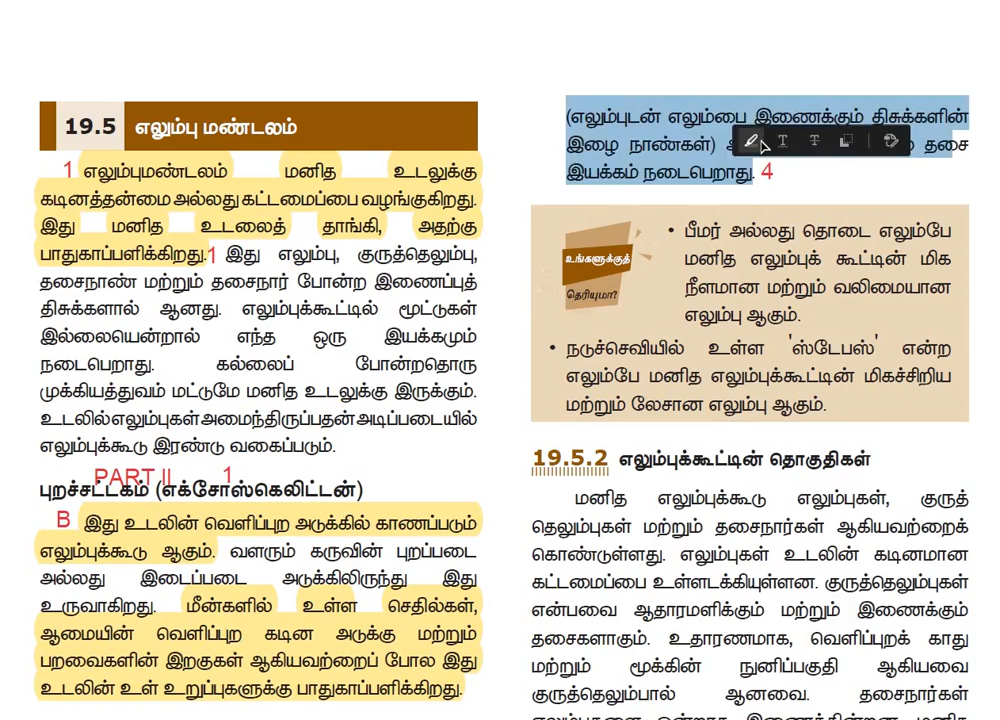 19.5 எலும்பு மண்டலம்
1 எலும்புமண்டலம் மனித உடலுக்கு
கடினத்தன்மை அல்லது கட்டமைப்பை வழங்குகிறது.
இது மனித உடலைத் தாங்கி, அதற்கு
பாதுகாப்பளிக்கிறது.1 இது எலும்பு, குருத்தெலும்பு,
தசைநாண் மற்றும் தசைநார் போன்ற இணைப்புத்
திசுக்களால் ஆனது. எலும்புக்கூட்டில் மூட்டுகள்
இல்லையென்றால் எந்த ஒரு இயக்கமும்
நடைபெறாது. கல்லைப் போன்றதொரு
முக்கியத்துவம் மட்டுமே மனித உடலுக்கு இருக்கும்.
உடலில் எலும்புகள் அமைந்திருப்பதன் அடிப்படையில்
எலும்புக்கூடு இரண்டு வகைப்படும்.
PART II 1
புறச்சட்டகம் (எக்சோஸ்கெலிட்டன்)
B இது உடலின் வெளிப்புற அடுக்கில் காணப்படும்
எலும்புக்கூடு ஆகும். வளரும் கருவின் புறப்படை
அல்லது இடைப்படை அடுக்கிலிருந்து இது
உருவாகிறது. மீன்களில் உள்ள செதில்கள்,
ஆமையின் வெளிப்புற கடின அடுக்கு மற்றும்
பறவைகளின் இறகுகள் ஆகியவற்றைப் போல இது
உடலின் உள் உறுப்புகளுக்கு பாதுகாப்பளிக்கிறது.
(எலும்புடன் எலும்பை இணைக்கும் திசுக்களின்
இழை நாண்கள்) தசை
இயக்கம் நடைபெறாது. 4
உங்களுக்குத்
தெரியுமா?
• பீமர் அல்லது தொடை எலும்பே
மனித எலும்புக் கூட்டின் மிக
நீளமான மற்றும் வலிமையான
எலும்பு ஆகும்.
• நடுச்செவியில் உள்ள 'ஸ்டேபஸ்' என்ற
எலும்பே மனித எலும்புக்கூட்டின் மிகச்சிறிய
மற்றும் லேசான எலும்பு ஆகும்.
19.5.2 எலும்புக்கூட்டின் தொகுதிகள்
மனித எலும்புக்கூடு எலும்புகள், குருத்
தெலும்புகள் மற்றும் தசைநார்கள் ஆகியவற்றைக்
கொண்டுள்ளது. எலும்புகள் உடலின் கடினமான
கட்டமைப்பை உள்ளடக்கியுள்ளன. குருத்தெலும்புகள்
என்பவை ஆதாரமளிக்கும் மற்றும் இணைக்கும்
தசைகளாகும். உதாரணமாக, வெளிப்புறக் காது
மற்றும் மூக்கின் நுனிப்பகுதி ஆகியவை
குருத்தெலும்பால் ஆனவை. தசைநார்கள்